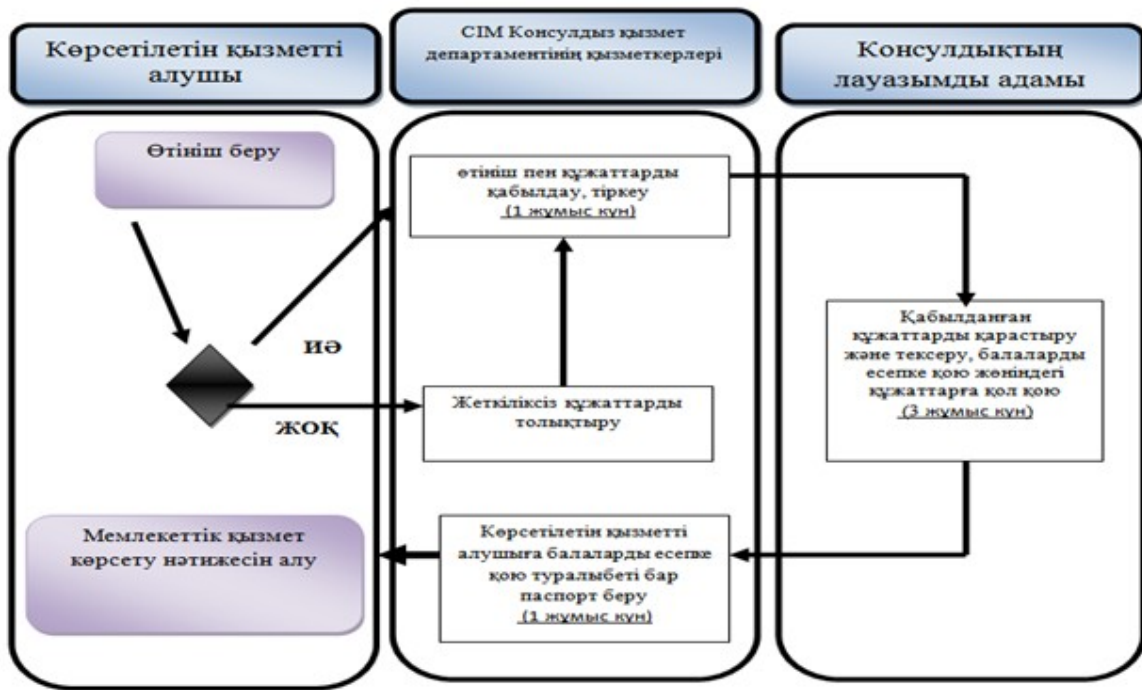 Көрсетілетін қызметті
алушы
СІМ Консулдыз қызмет
департаментінің қызметкерлері
Консулдықтың
лауазымды адамы
Өтініш беру
өтініш пен құжаттарды
қабылдау, тіркеу
(1 жұмыс күн)
Қабылданған
құжаттарды қарастыру
және тексеру, балаларды
есепке қою жөніндегі
құжаттарға қол қою
(3 жұмыс күн)
ИӘ
ЖОҚ
Жеткіліксіз құжаттарды
толықтыру
Мемлекеттік қызмет
көрсету нәтижесін алу
Көрсетілетін қызметті
алушыға балаларды есепке
қою туралыбеті бар
паспорт беру
(1 жұмыс күн)